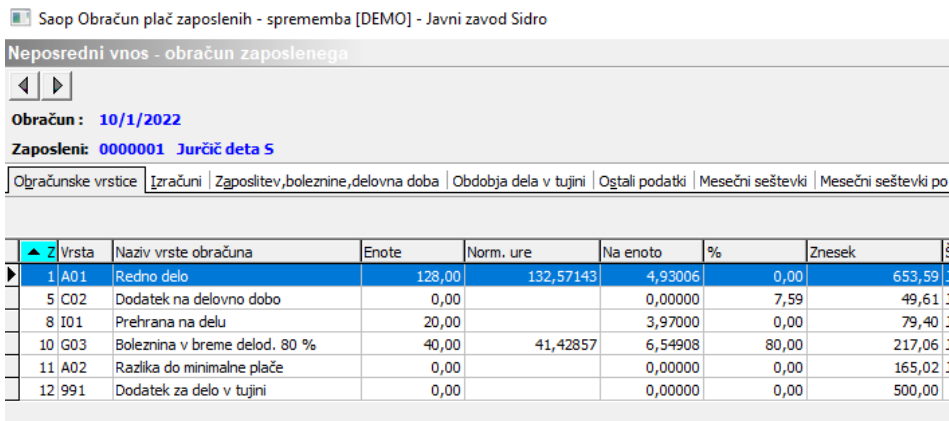 Saop Obračun plač zaposlenih - sprememba [DEMO] - Javni zavod Sidro
Neposredni vnos - obračun zaposlenega
Obračun : 10/1/2022
Zaposleni: 0000001 Jurčič deta S
Obračunske vrstice Izračuni Zaposlitev,boleznine,delovna doba Obdobja dela v tujini Ostali podatki Mesečni seštevki Mesečni seštevki po
Z Vrsta Naziv vrste obračuna Enote Norm. ure Na enoto % Znesek
1 A01 Redno delo 128,00 132,57143 4,93006 0,00 653,59
5 C02 Dodatek na delovno dobo 0,00 0,00000 7,59 49,61
8 I01 Prehrana na delu 20,00 3,97000 0,00 79,40
10 G03 Boleznina v breme delod. 80 % 40,00 41,42857 6,54908 80,00 217,06
11 A02 Razlika do minimalne plače 0,00 0,00000 0,00 165,02
12 991 Dodatek za delo v tujini 0,00 0,00000 0,00 500,00